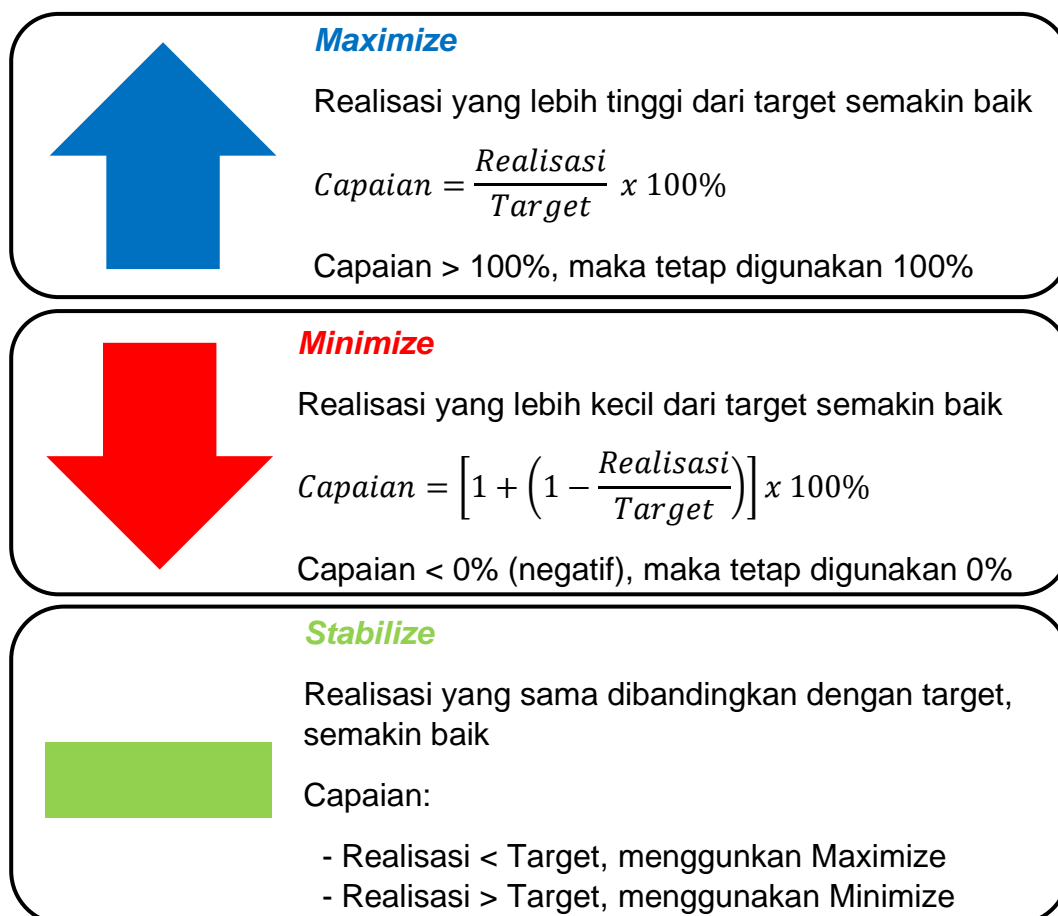 Maximize
Realisasi yang lebih tinggi dari target semakin baik
Capaian = Realisasi/Target x 100%
Capaian > 100%, maka tetap digunakan 100%
Minimize
Realisasi yang lebih kecil dari target semakin baik
Capaian = [1 + (1 − Realisasi/Target)] x 100%
Capaian < 0% (negatif), maka tetap digunakan 0%
Stabilize
Realisasi yang sama dibandingkan dengan target,
semakin baik
Capaian:
- Realisasi < Target, menggunkan Maximize
- Realisasi > Target, menggunakan Minimize